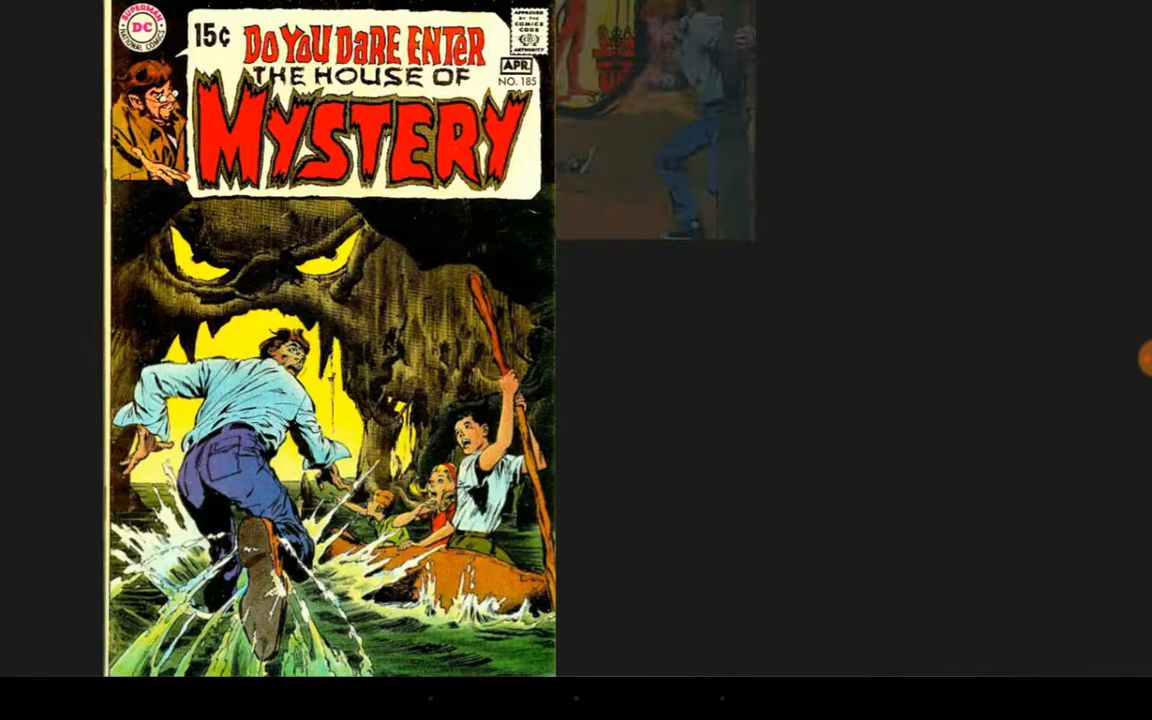 SUPERMAN
DC
NATIONAL COMICS
15¢
DO YOU DARE ENTER
THE HOUSE OF
MYSTERY
APPROVED
BY THE
COMICS
CODE
AUTHORITY
APR.
NO. 185